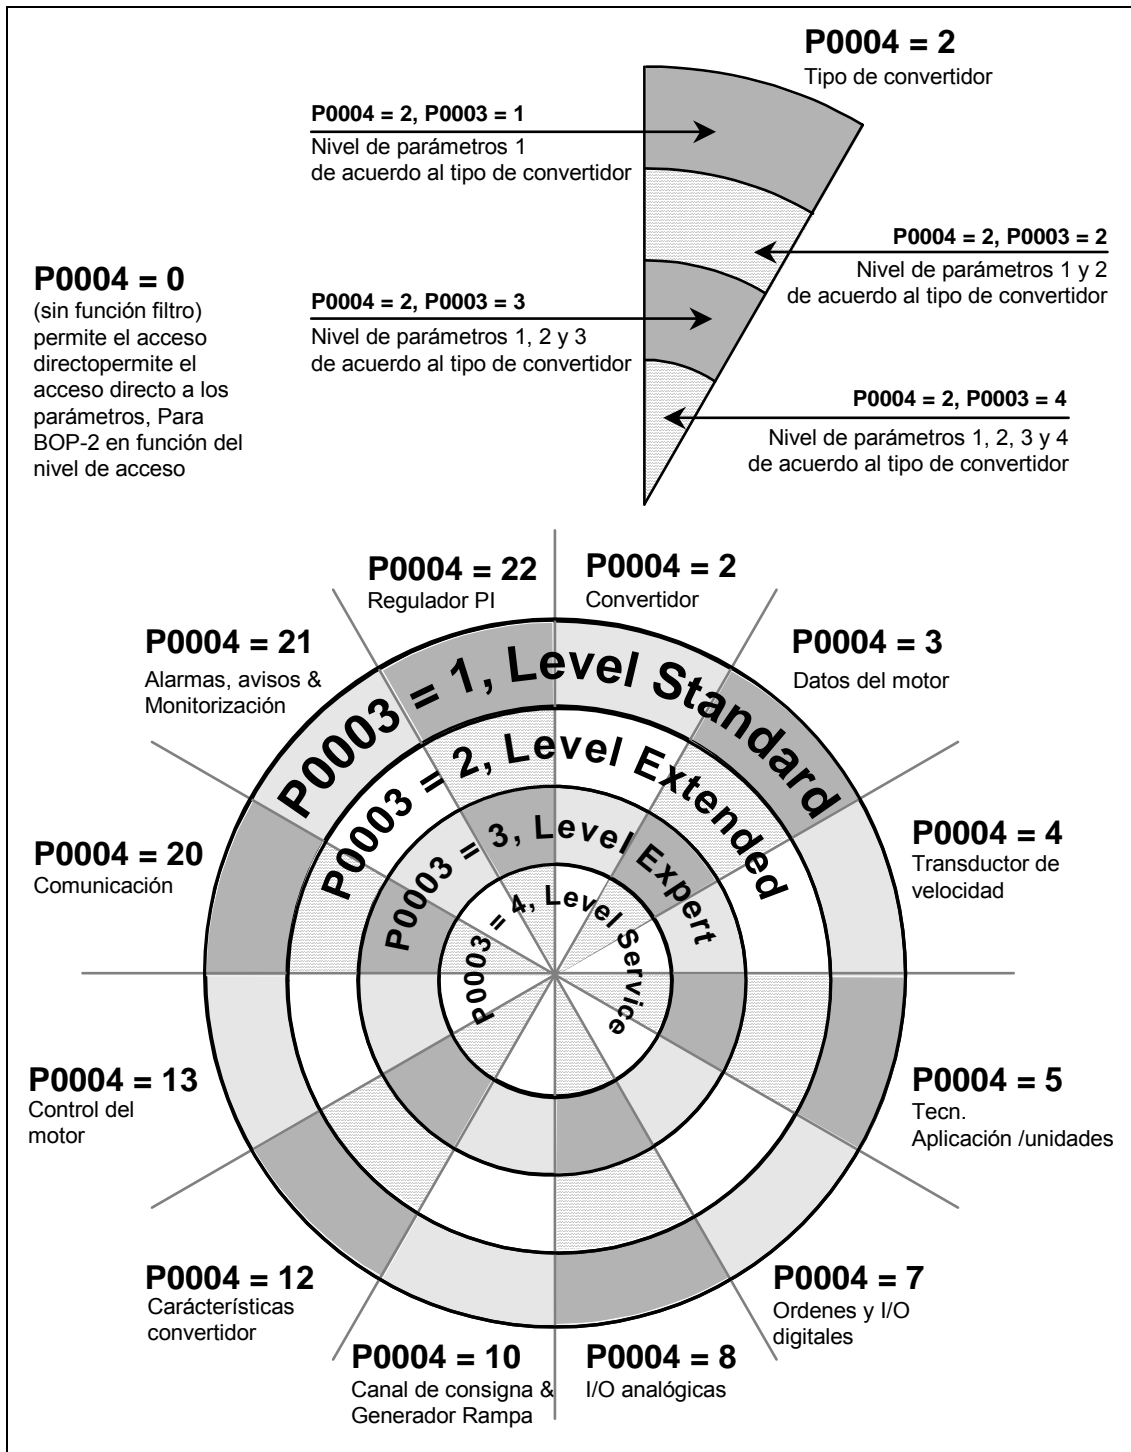 P0004 = 2
Tipo de convertidor
P0004 = 2, P0003 = 1
Nivel de parámetros 1
de acuerdo al tipo de convertidor
P0004 = 2, P0003 = 2
Nivel de parámetros 1 y 2
de acuerdo al tipo de convertidor
P0004 = 0
(sin función filtro)
permite el acceso
directopermite el
acceso directo a los
parámetros, Para
BOP-2 en función del
nivel de acceso
P0004 = 2, P0003 = 3
Nivel de parámetros 1, 2 y 3
de acuerdo al tipo de convertidor
P0004 = 2, P0003 = 4
Nivel de parámetros 1, 2, 3 y 4
de acuerdo al tipo de convertidor
P0004 = 22
Regulador PI
P0004 = 2
Convertidor
P0004 = 21
Alarmas, avisos &
Monitorización
P0004 = 3
Datos del motor
P0003 = 1, Level Standard
P0003 = 2, Level Extended
P0003 = 3, Level Expert
P0003 = 4, Level Service
P0004 = 20
Comunicación
P0004 = 4
Transductor de
velocidad
P0004 = 13
Control del
motor
P0004 = 5
Tecn.
Aplicación /unidades
P0004 = 12
Carácterísticas
convertidor
P0004 = 7
Ordenes y I/O
digitales
P0004 = 10
Canal de consigna &
Generador Rampa
P0004 = 8
I/O analógicas